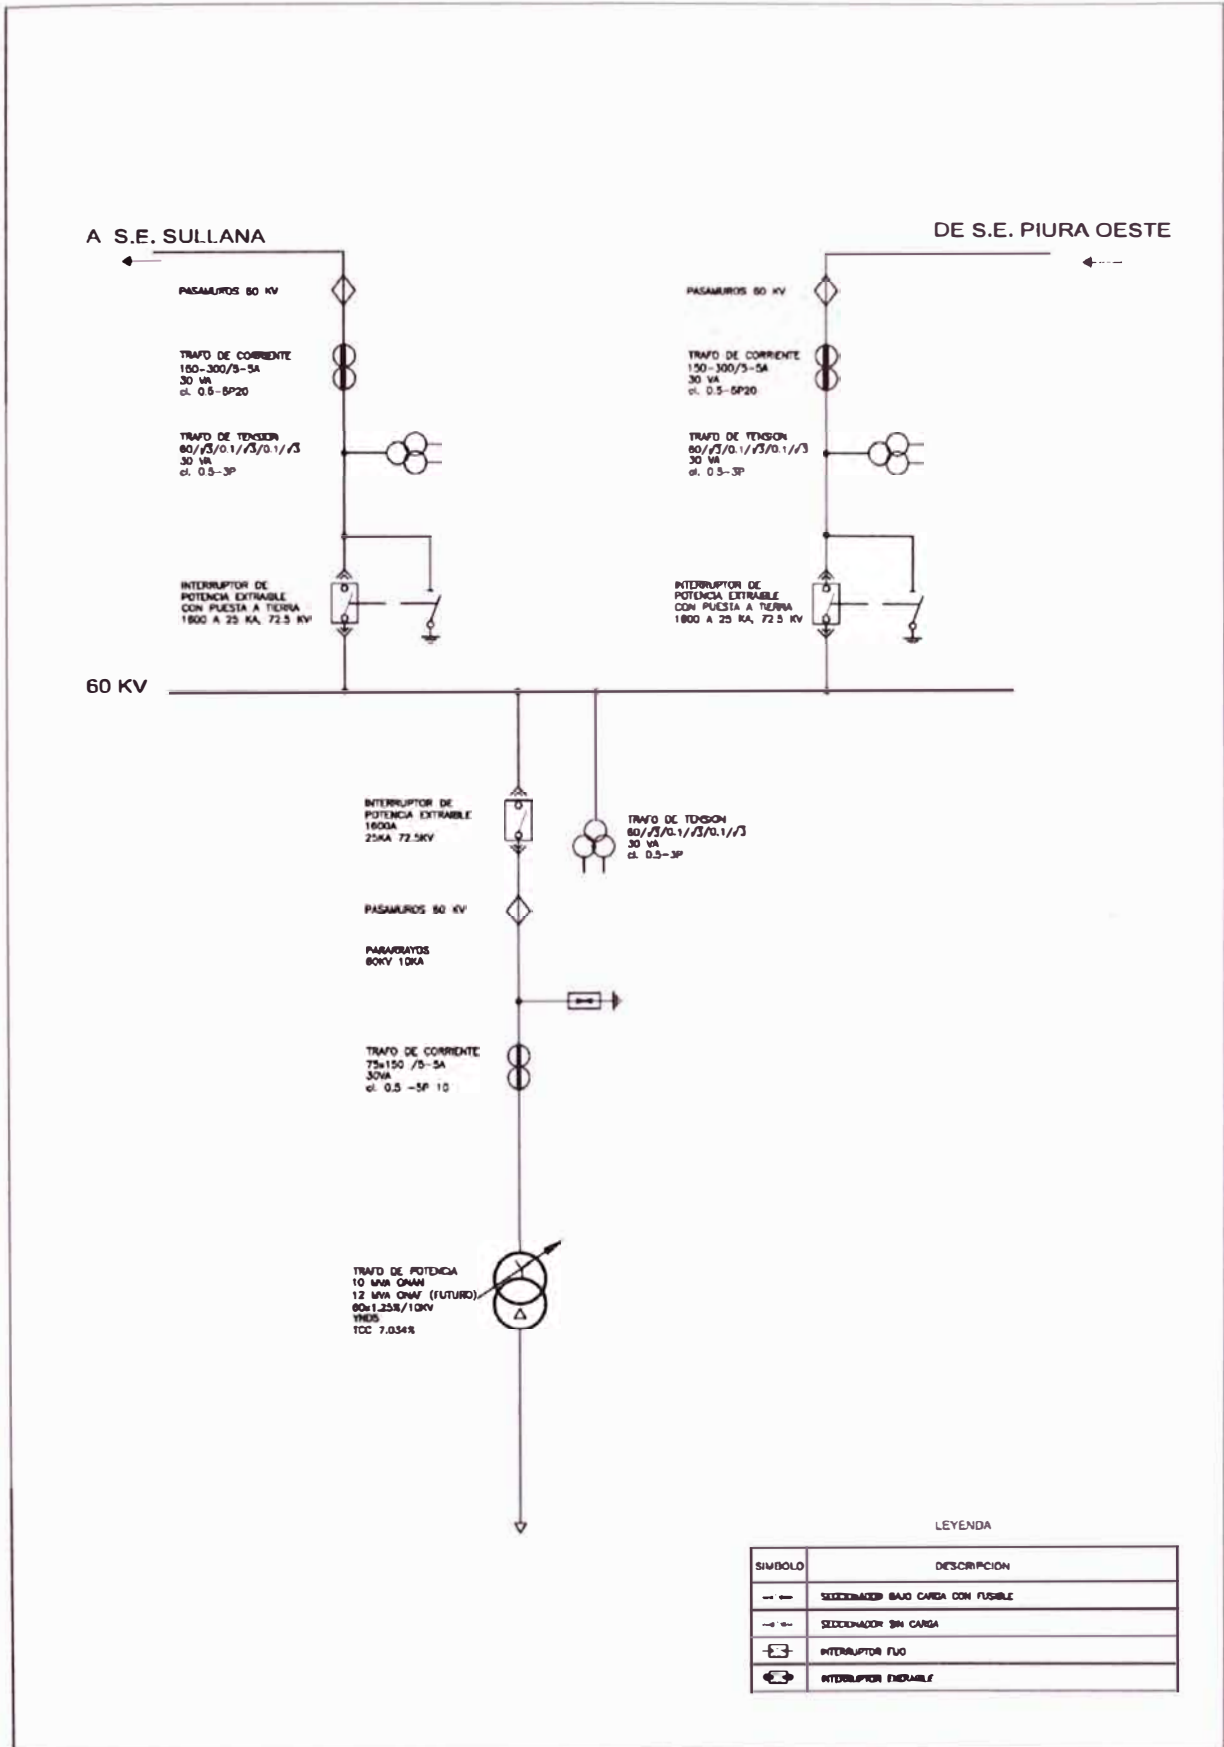 A S.E. SULLANA
DE S.E. PIURA OESTE
PASAMUROS 60 KV
TRAFO DE CORRIENTE
150-300/5-5A
30 VA
cl. 0.5-5P20
TRAFO DE TENSION
60/√3/0.1/√3/0.1/√3
30 VA
cl. 0.5-3P
INTERRUPTOR DE
POTENCIA EXTRAIBLE
CON PUESTA A TIERRA
1600 A 25 KA, 72.5 KV
PASAMUROS 60 KV
TRAFO DE CORRIENTE
150-300/5-5A
30 VA
cl. 0.5-5P20
TRAFO DE TENSION
60/√3/0.1/√3/0.1/√3
30 VA
cl. 0.5-3P
INTERRUPTOR DE
POTENCIA EXTRAIBLE
CON PUESTA A TIERRA
1600 A 25 KA, 72.5 KV
60 KV
INTERRUPTOR DE
POTENCIA EXTRAIBLE
1600A
25KA 72.5KV
TRAFO DE TENSION
60/√3/0.1/√3/0.1/√3
30 VA
cl. 0.5-3P
PASAMUROS 60 KV
PARARRAYOS
60KV 10KA
TRAFO DE CORRIENTE
75x150 /5-5A
30VA
cl. 0.5 -5P 10
TRAFO DE POTENCIA
10 MVA ONAN
12 MVA ONAF (FUTURO)
60x1.25%/10KV
YND5
TCC 7.034%
LEYENDA
SIMBOLO DESCRIPCION
SECCIONADOR BAJO CARGA CON FUSIBLE
SECCIONADOR SIN CARGA
INTERRUPTOR FIJO
INTERRUPTOR